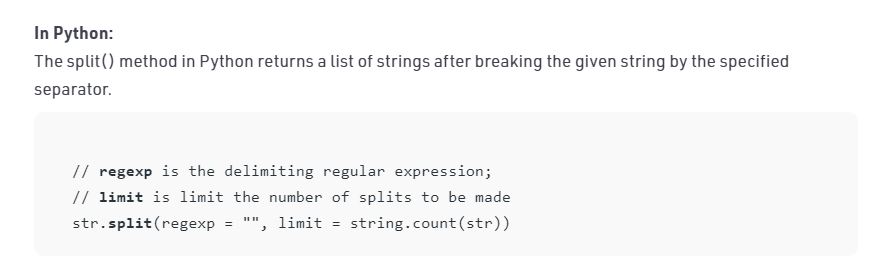 In Python:
The split() method in Python returns a list of strings after breaking the given string by the specified
separator.
// regexp is the delimiting regular expression;
// limit is limit the number of splits to be made
str.split(regexp = "", limit = string.count(str))